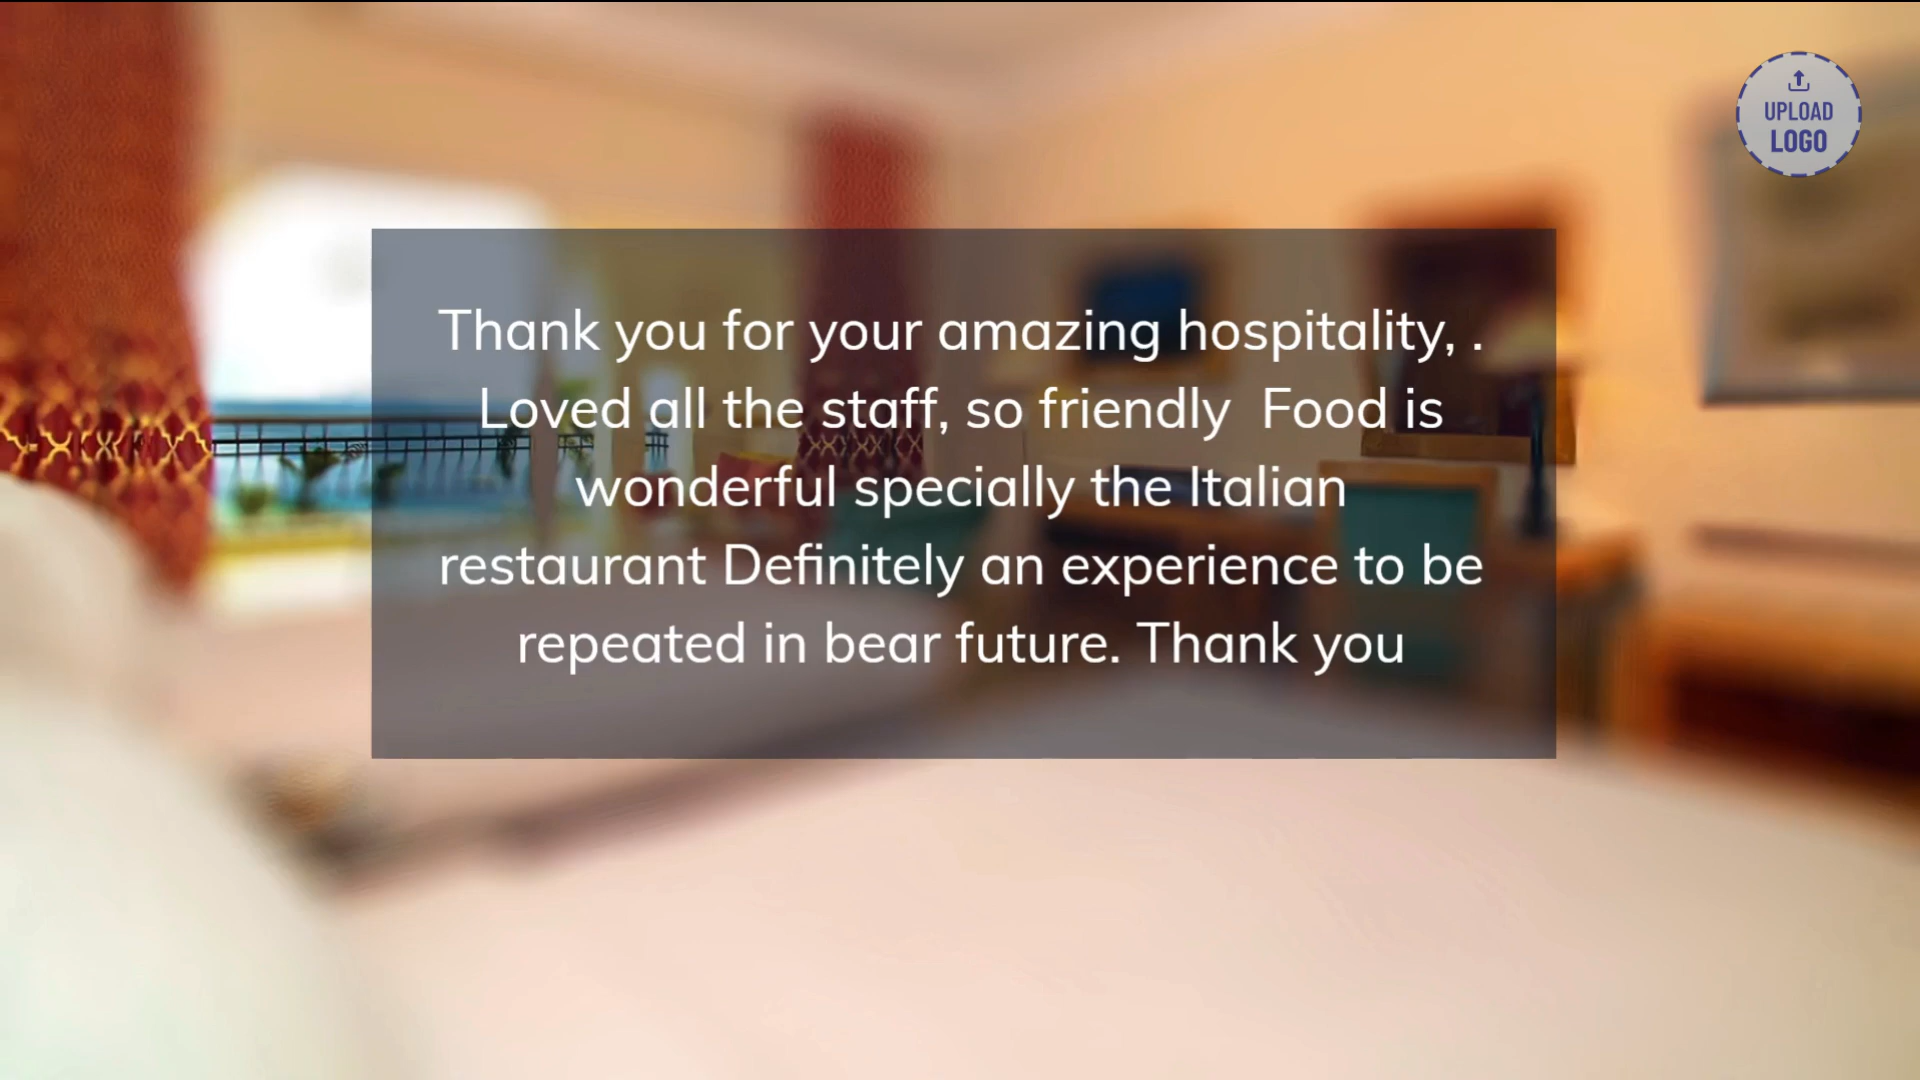 UPLOAD
LOGO
Thank you for your amazing hospitality, .
Loved all the staff, so friendly  Food is
wonderful specially the Italian
restaurant Definitely an experience to be
repeated in bear future. Thank you